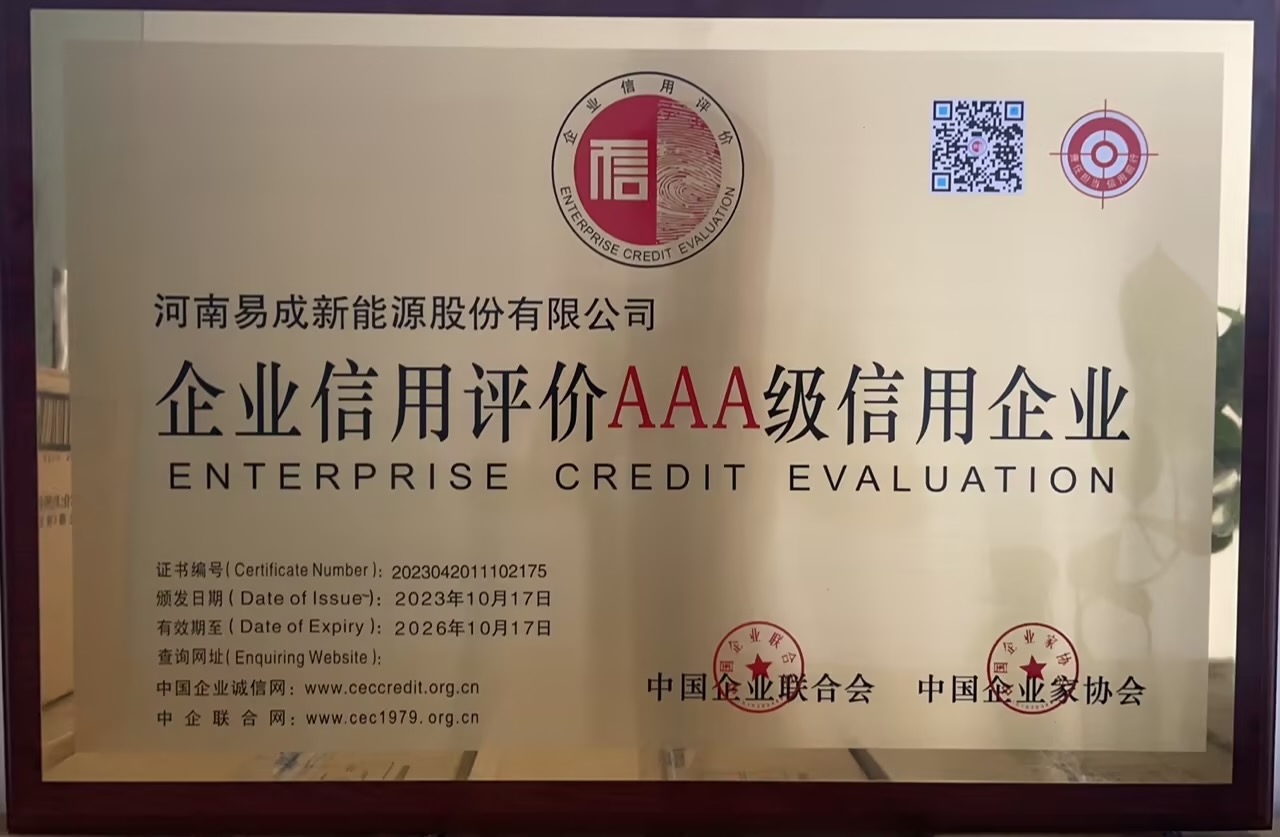 企业信用评价
信
ENTERPRISE CREDIT EVALUATION
河南易成新能源股份有限公司
企业信用评价AAA级信用企业
ENTERPRISE CREDIT EVALUATION
证书编号(Certificate Number): 2023042011102175
颁发日期(Date of Issue): 2023年10月17日
有效期至(Date of Expiry): 2026年10月17日
查询网址(Enquiring Website):
中国企业诚信网: www.ceccredit.org.cn
中企联合网: www.cec1979.org.cn
中国企业联合会
中国企业家协会